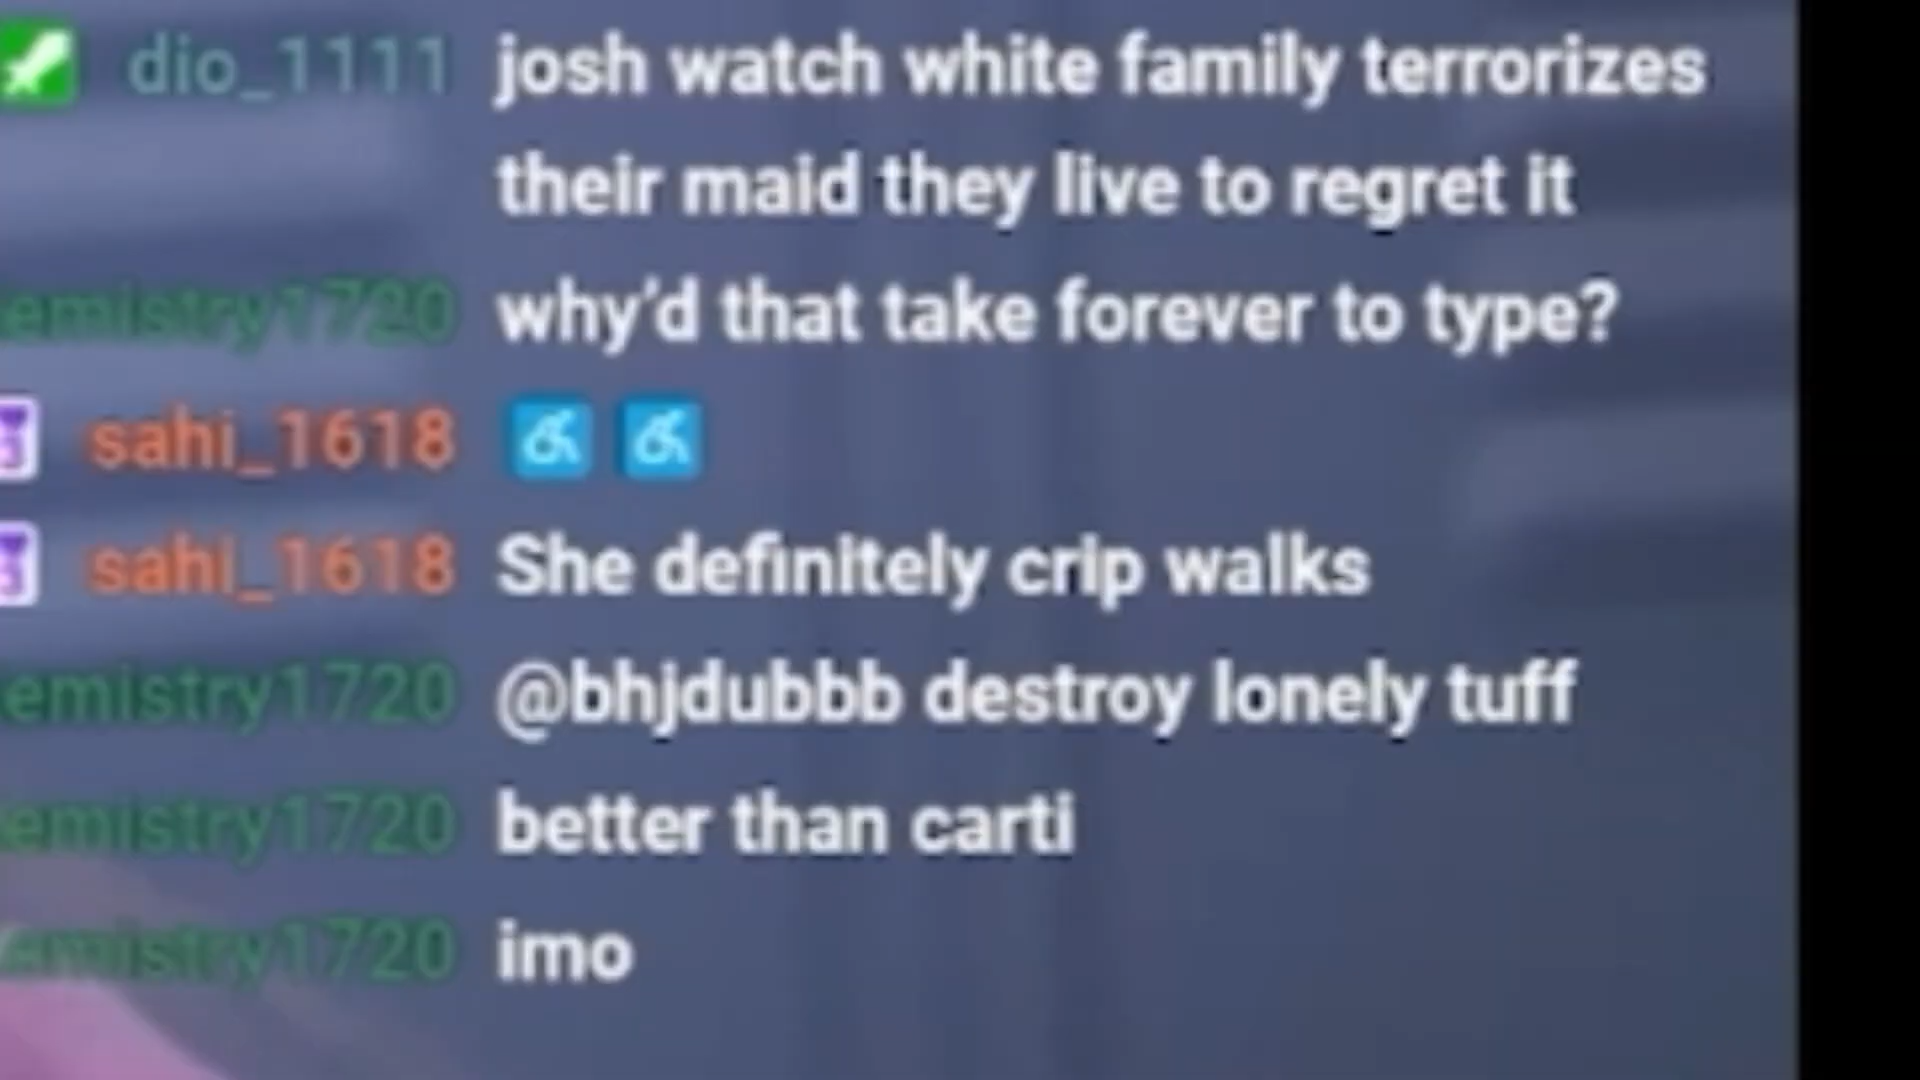 dio_1111 josh watch white family terrorizes
their maid they live to regret it
emistry1720 why'd that take forever to type?
sahi_1618
sahi_1618 She definitely crip walks
emistry1720 @bhjdubbb destroy lonely tuff
emistry1720 better than carti
emistry1720 imo